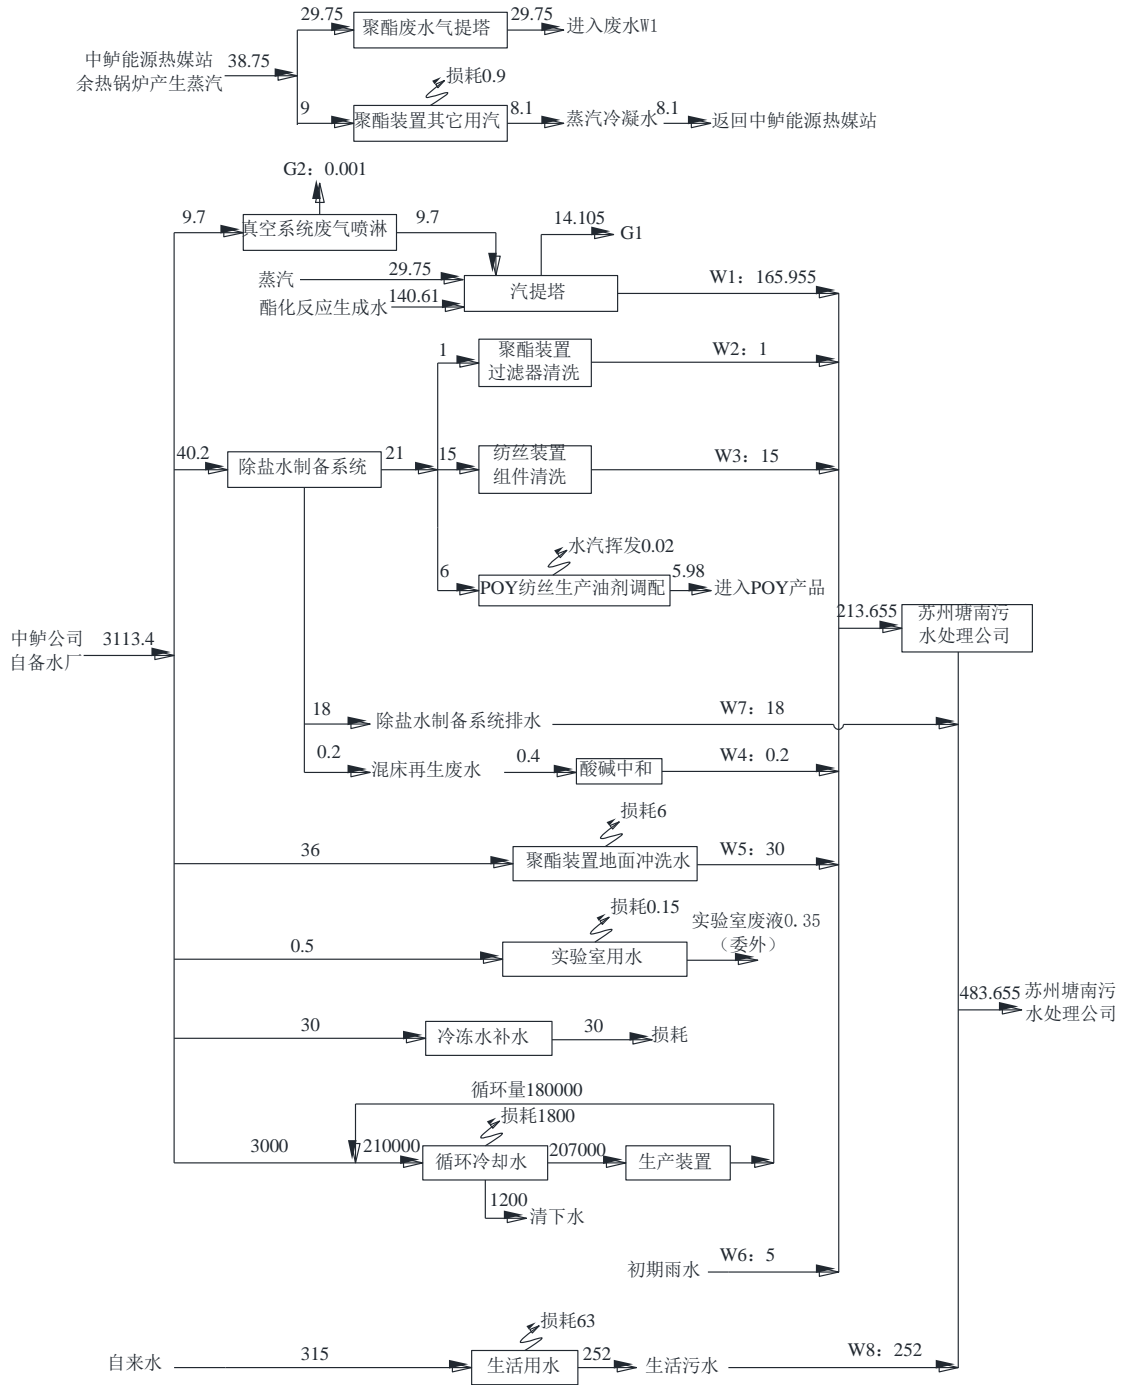 29.75
聚酯废水气提塔
29.75
进入废水W1
中鲈能源热媒站
余热锅炉产生蒸汽
38.75
损耗0.9
9
聚酯装置其它用汽
8.1
蒸汽冷凝水
8.1
返回中鲈能源热媒站
G2：0.001
9.7
真空系统废气喷淋
9.7
14.105
G1
蒸汽
29.75
酯化反应生成水
140.61
汽提塔
W1：165.955
1
聚酯装置
过滤器清洗
W2：1
40.2
除盐水制备系统
21
15
纺丝装置
组件清洗
W3：15
水汽挥发0.02
6
POY纺丝生产油剂调配
5.98
进入POY产品
213.655
苏州塘南污
水处理公司
中鲈公司
自备水厂
3113.4
18
除盐水制备系统排水
W7：18
0.2
混床再生废水
0.4
酸碱中和
W4：0.2
损耗6
36
聚酯装置地面冲洗水
W5：30
损耗0.15
0.5
实验室用水
实验室废液0.35
（委外）
483.655
苏州塘南污
水处理公司
30
冷冻水补水
30
损耗
循环量180000
损耗1800
3000
210000
循环冷却水
207000
生产装置
1200
清下水
初期雨水
W6：5
损耗63
自来水
315
生活用水
252
生活污水
W8：252